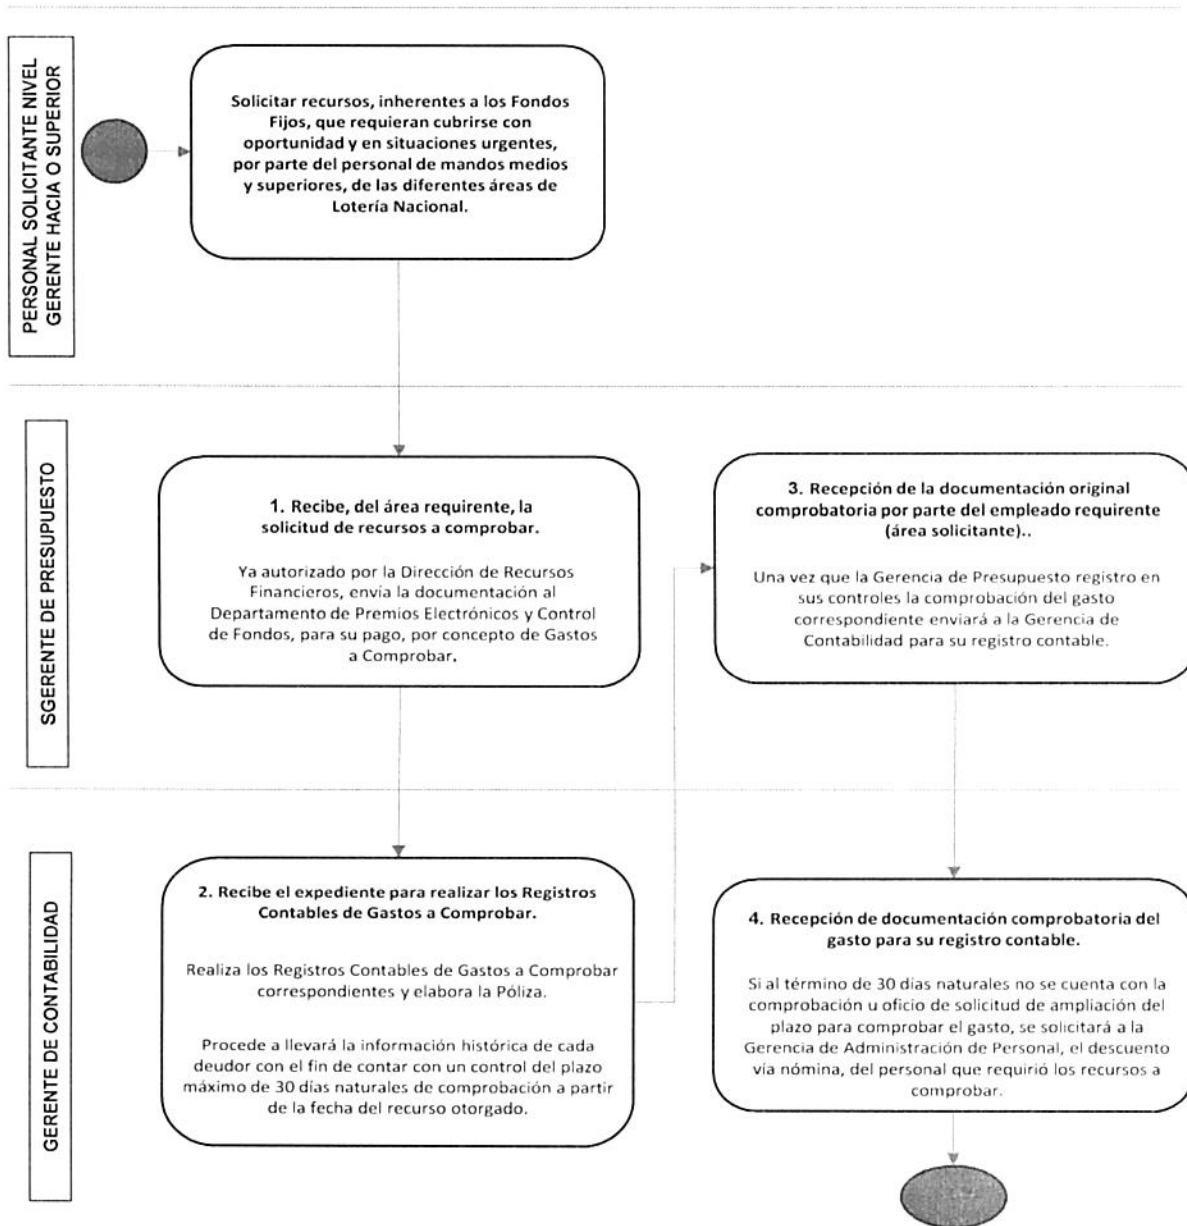 PERSONAL SOLICITANTE NIVEL
GERENTE HACIA O SUPERIOR
Solicitar recursos, inherentes a los Fondos
Fijos, que requieran cubrirse con
oportunidad y en situaciones urgentes,
por parte del personal de mandos medios
y superiores, de las diferentes áreas de
Lotería Nacional.
SGERENTE DE PRESUPUESTO
1. Recibe, del área requirente, la
solicitud de recursos a comprobar.
Ya autorizado por la Dirección de Recursos
Financieros, envía la documentación al
Departamento de Premios Electrónicos y Control
de Fondos, para su pago, por concepto de Gastos
a Comprobar.
3. Recepción de la documentación original
comprobatoria por parte del empleado requirente
(área solicitante)..
Una vez que la Gerencia de Presupuesto registro en
sus controles la comprobación del gasto
correspondiente enviará a la Gerencia de
Contabilidad para su registro contable.
GERENTE DE CONTABILIDAD
2. Recibe el expediente para realizar los Registros
Contables de Gastos a Comprobar.
Realiza los Registros Contables de Gastos a Comprobar
correspondientes y elabora la Póliza.
Procede a llevará la información histórica de cada
deudor con el fin de contar con un control del plazo
máximo de 30 días naturales de comprobación a partir
de la fecha del recurso otorgado.
4. Recepción de documentación comprobatoria del
gasto para su registro contable.
Si al término de 30 días naturales no se cuenta con la
comprobación u oficio de solicitud de ampliación del
plazo para comprobar el gasto, se solicitará a la
Gerencia de Administración de Personal, el descuento
vía nómina, del personal que requirió los recursos a
comprobar.